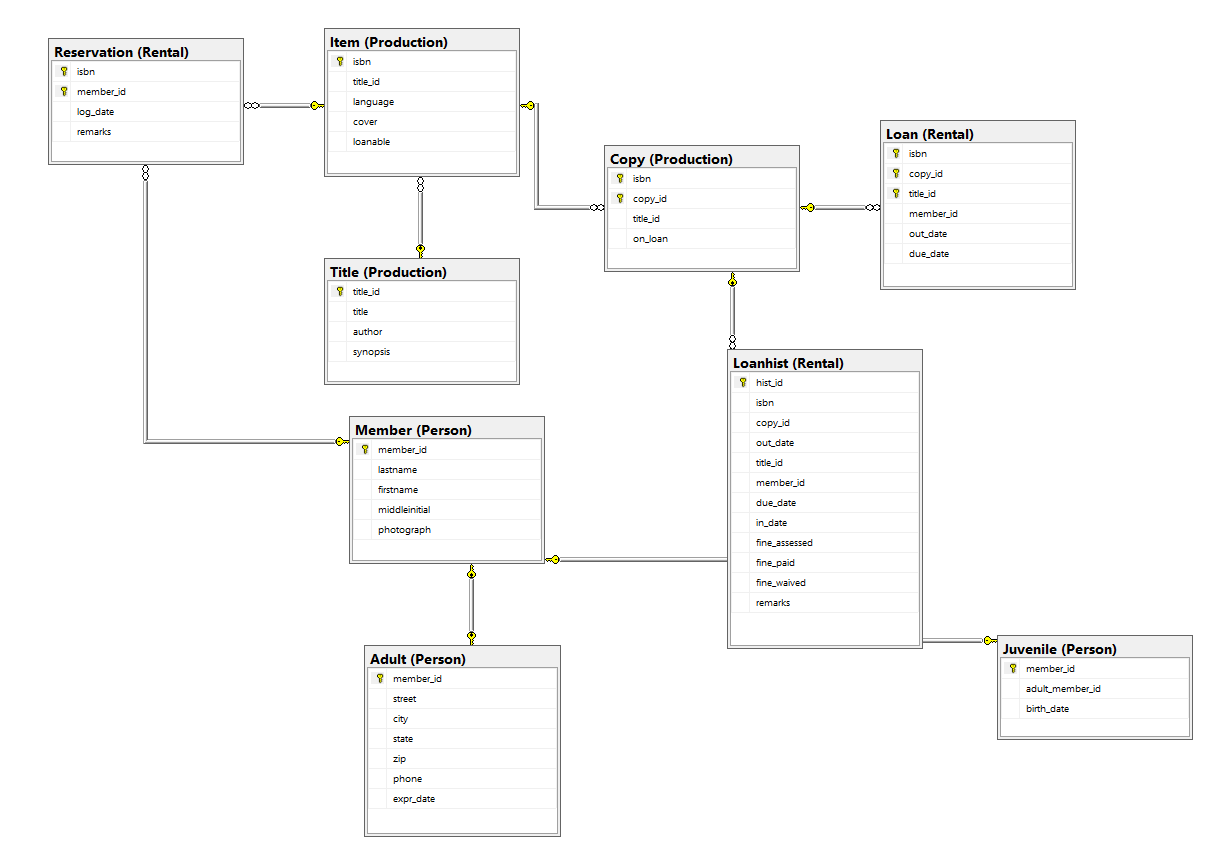 Reservation (Rental)
isbn
member_id
log_date
remarks
Item (Production)
isbn
title_id
language
cover
loanable
Copy (Production)
isbn
copy_id
title_id
on_loan
Loan (Rental)
isbn
copy_id
title_id
member_id
out_date
due_date
Title (Production)
title_id
title
author
synopsis
Member (Person)
member_id
lastname
firstname
middleinitial
photograph
Loanhist (Rental)
hist_id
isbn
copy_id
out_date
title_id
member_id
due_date
in_date
fine_assessed
fine_paid
fine_waived
remarks
Adult (Person)
member_id
street
city
state
zip
phone
expr_date
Juvenile (Person)
member_id
adult_member_id
birth_date